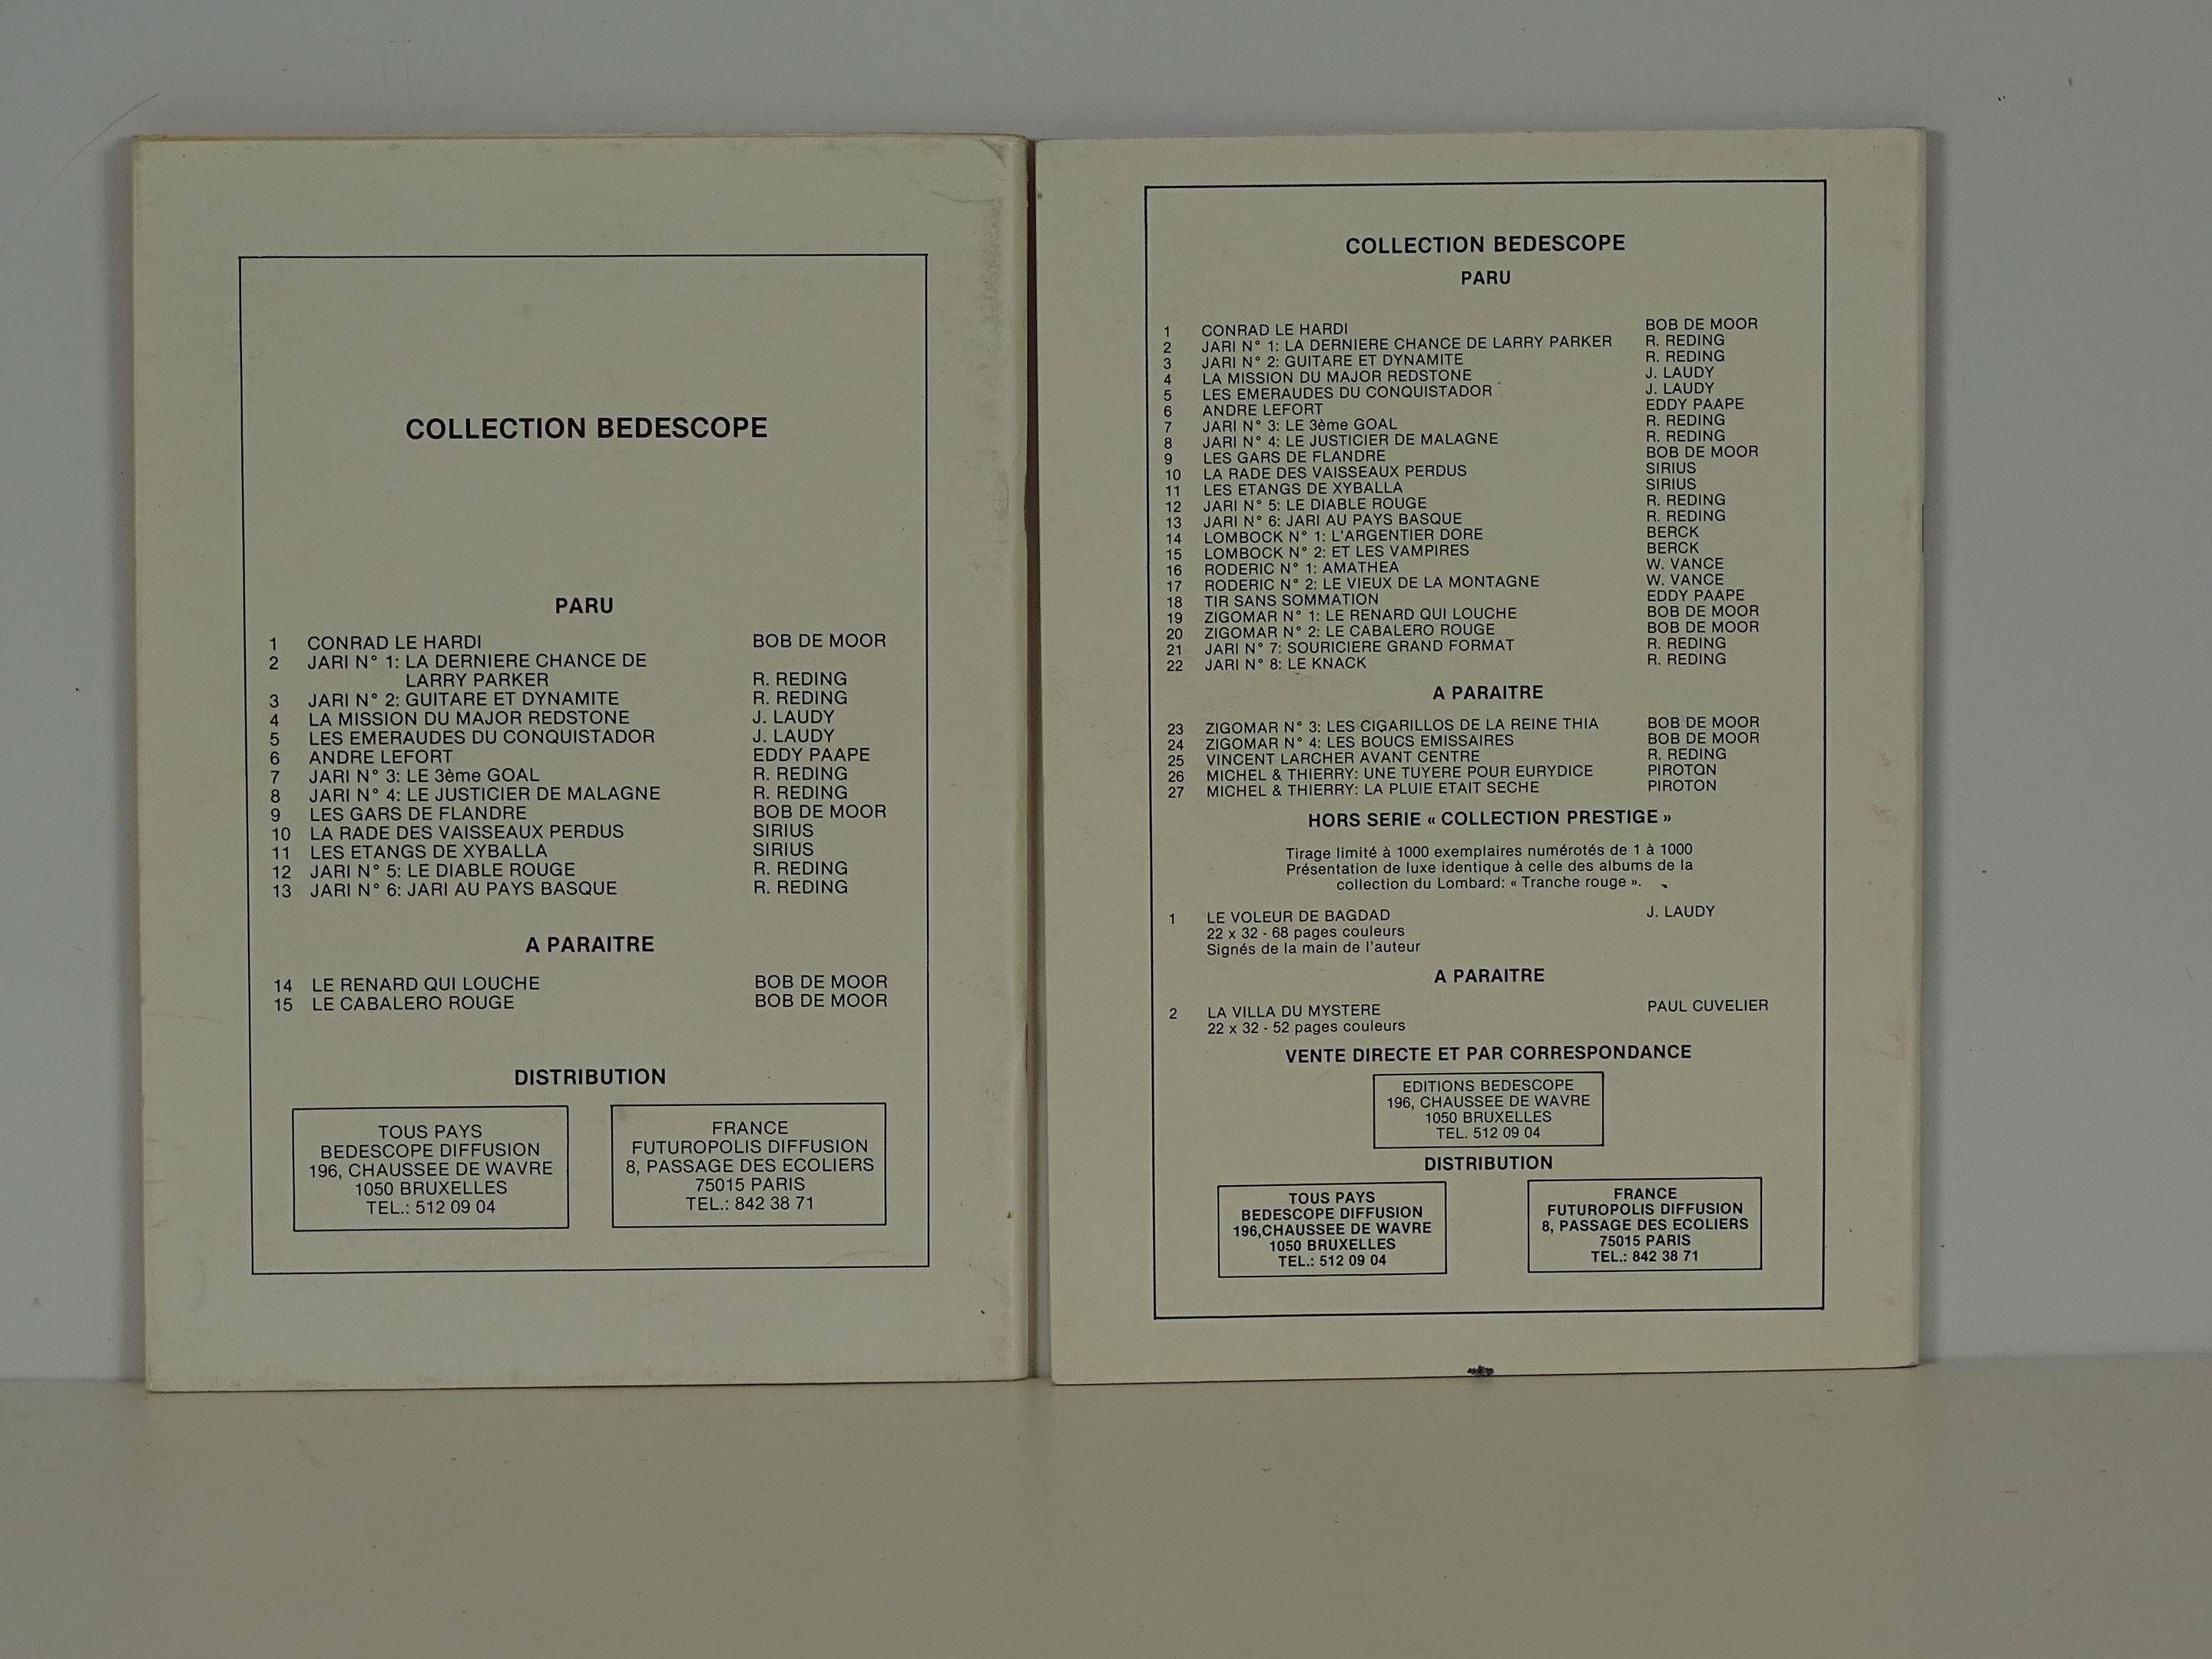 COLLECTION BEDESCOPE
PARU
1 CONRAD LE HARDI BOB DE MOOR
2 JARI N° 1: LA DERNIERE CHANCE DE
LARRY PARKER R. REDING
3 JARI N° 2: GUITARE ET DYNAMITE R. REDING
4 LA MISSION DU MAJOR REDSTONE J. LAUDY
5 LES EMERAUDES DU CONQUISTADOR J. LAUDY
6 ANDRE LEFORT EDDY PAAPE
7 JARI N° 3: LE 3ème GOAL R. REDING
8 JARI N° 4: LE JUSTICIER DE MALAGNE R. REDING
9 LES GARS DE FLANDRE BOB DE MOOR
10 LA RADE DES VAISSEAUX PERDUS SIRIUS
11 LES ETANGS DE XYBALLA SIRIUS
12 JARI N° 5: LE DIABLE ROUGE R. REDING
13 JARI N° 6: JARI AU PAYS BASQUE R. REDING
A PARAITRE
14 LE RENARD QUI LOUCHE BOB DE MOOR
15 LE CABALERO ROUGE BOB DE MOOR
DISTRIBUTION
TOUS PAYS
BEDESCOPE DIFFUSION
196, CHAUSSEE DE WAVRE
1050 BRUXELLES
TEL.: 512 09 04
FRANCE
FUTUROPOLIS DIFFUSION
8, PASSAGE DES ECOLIERS
75015 PARIS
TEL.: 842 38 71
COLLECTION BEDESCOPE
PARU
1 CONRAD LE HARDI BOB DE MOOR
2 JARI N° 1: LA DERNIERE CHANCE DE LARRY PARKER R. REDING
3 JARI N° 2: GUITARE ET DYNAMITE R. REDING
4 LA MISSION DU MAJOR REDSTONE J. LAUDY
5 LES EMERAUDES DU CONQUISTADOR J. LAUDY
6 ANDRE LEFORT EDDY PAAPE
7 JARI N° 3: LE 3ème GOAL R. REDING
8 JARI N° 4: LE JUSTICIER DE MALAGNE R. REDING
9 LES GARS DE FLANDRE BOB DE MOOR
10 LA RADE DES VAISSEAUX PERDUS SIRIUS
11 LES ETANGS DE XYBALLA SIRIUS
12 JARI N° 5: LE DIABLE ROUGE R. REDING
13 JARI N° 6: JARI AU PAYS BASQUE R. REDING
14 LOMBOCK N° 1: L'ARGENTIER DORE BERCK
15 LOMBOCK N° 2: ET LES VAMPIRES BERCK
16 RODERIC N° 1: AMATHEA W. VANCE
17 RODERIC N° 2: LE VIEUX DE LA MONTAGNE W. VANCE
18 TIR SANS SOMMATION EDDY PAAPE
19 ZIGOMAR N° 1: LE RENARD QUI LOUCHE BOB DE MOOR
20 ZIGOMAR N° 2: LE CABALERO ROUGE BOB DE MOOR
21 JARI N° 7: SOURICIERE GRAND FORMAT R. REDING
22 JARI N° 8: LE KNACK R. REDING
A PARAITRE
23 ZIGOMAR N° 3: LES CIGARILLOS DE LA REINE THIA BOB DE MOOR
24 ZIGOMAR N° 4: LES BOUCS EMISSAIRES BOB DE MOOR
25 VINCENT LARCHER AVANT CENTRE R. REDING
26 MICHEL & THIERRY: UNE TUYERE POUR EURYDICE PIROTON
27 MICHEL & THIERRY: LA PLUIE ETAIT SECHE PIROTON
HORS SERIE « COLLECTION PRESTIGE »
Tirage limité à 1000 exemplaires numérotés de 1 à 1000
Présentation de luxe identique à celle des albums de la
collection du Lombard: « Tranche rouge ».
1 LE VOLEUR DE BAGDAD J. LAUDY
22 x 32 - 68 pages couleurs
Signés de la main de l'auteur
A PARAITRE
2 LA VILLA DU MYSTERE PAUL CUVELIER
22 x 32 - 52 pages couleurs
VENTE DIRECTE ET PAR CORRESPONDANCE
EDITIONS BEDESCOPE
196, CHAUSSEE DE WAVRE
1050 BRUXELLES
TEL. 512 09 04
DISTRIBUTION
TOUS PAYS
BEDESCOPE DIFFUSION
196,CHAUSSEE DE WAVRE
1050 BRUXELLES
TEL.: 512 09 04
FRANCE
FUTUROPOLIS DIFFUSION
8, PASSAGE DES ECOLIERS
75015 PARIS
TEL.: 842 38 71